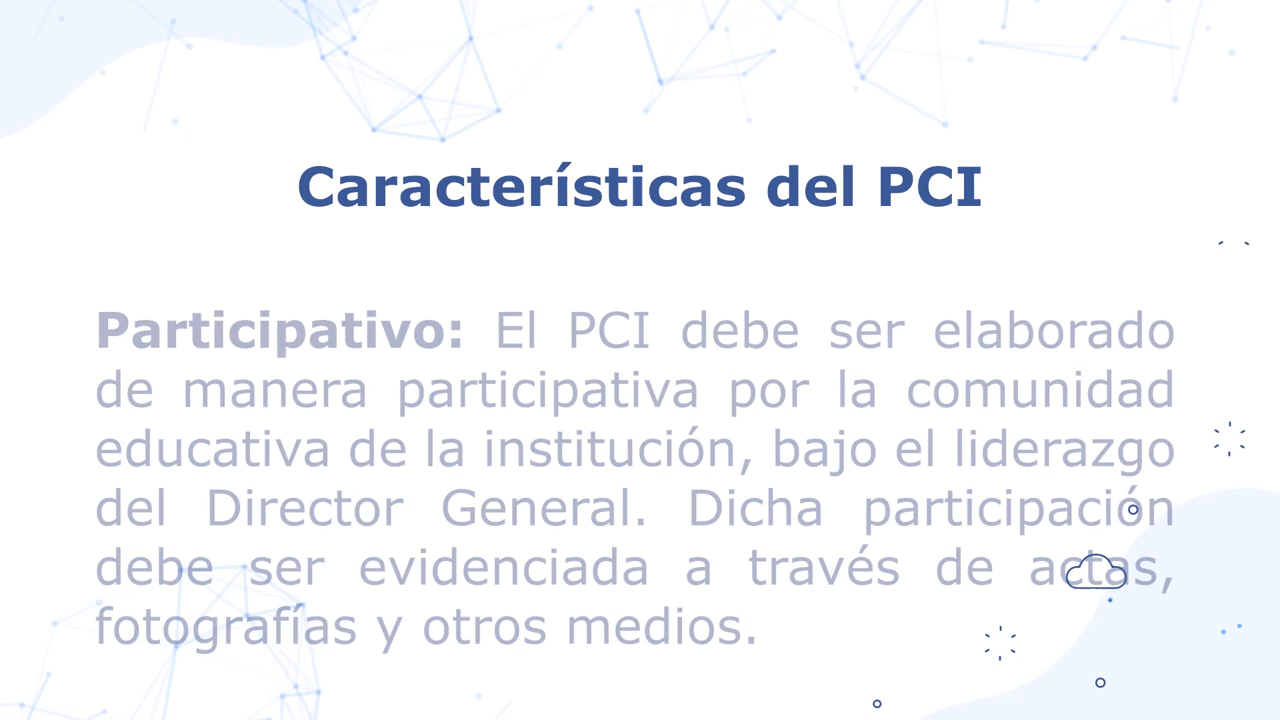 Características del PCI
Participativo: El PCI debe ser elaborado
de manera participativa por la comunidad
educativa de la institución, bajo el liderazgo
del Director General. Dicha participación
debe ser evidenciada a través de actas,
fotografías y otros medios.